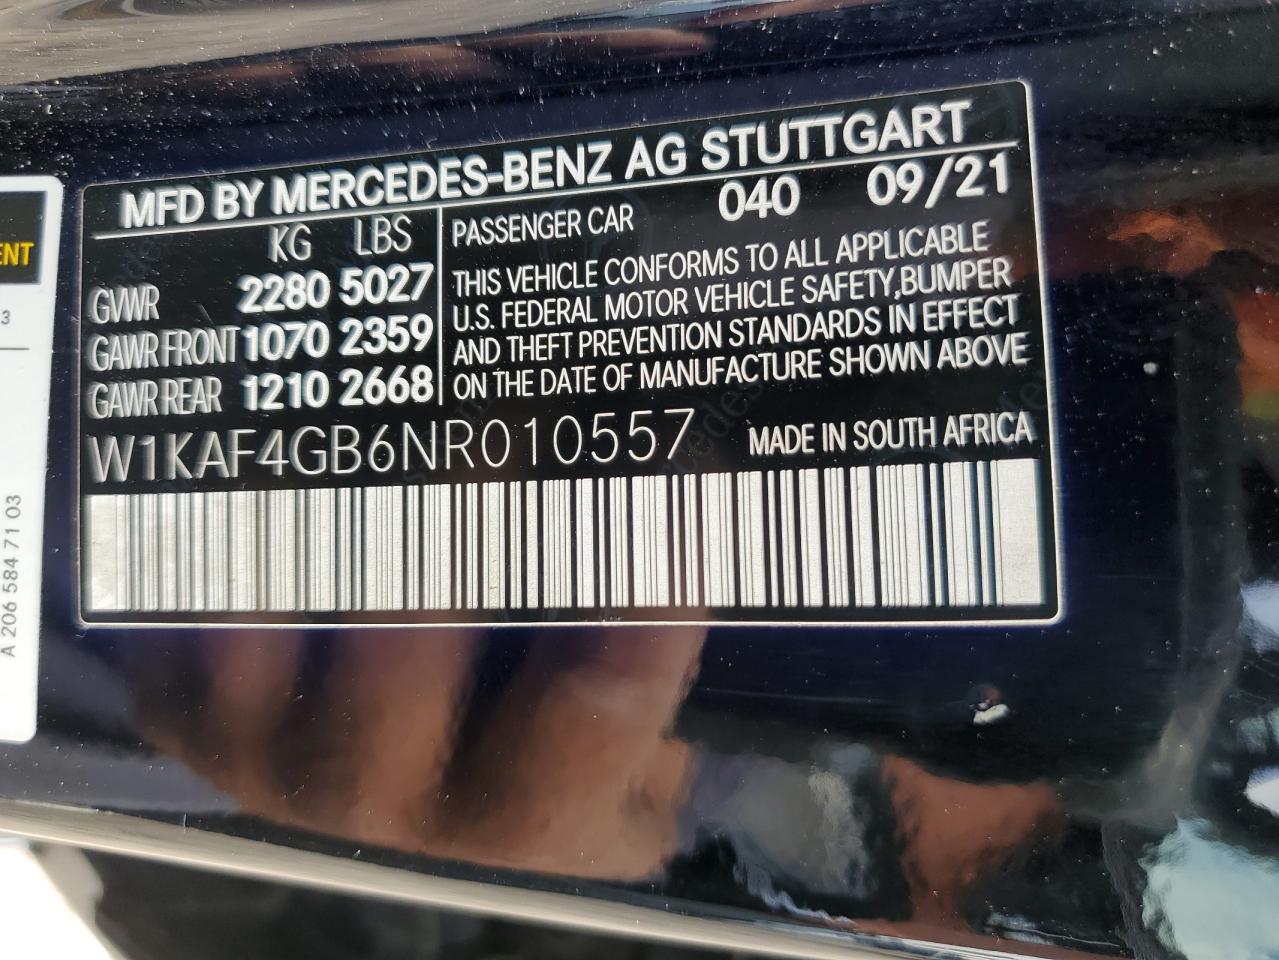 MFD BY MERCEDES-BENZ AG STUTTGART
KG LBS
GVWR 2280 5027
GAWR FRONT 1070 2359
GAWR REAR 1210 2668
040 09/21
PASSENGER CAR
THIS VEHICLE CONFORMS TO ALL APPLICABLE
U.S. FEDERAL MOTOR VEHICLE SAFETY,BUMPER
AND THEFT PREVENTION STANDARDS IN EFFECT
ON THE DATE OF MANUFACTURE SHOWN ABOVE
W1KAF4GB6NR010557 MADE IN SOUTH AFRICA
ENT
3
A 206 584 71 03